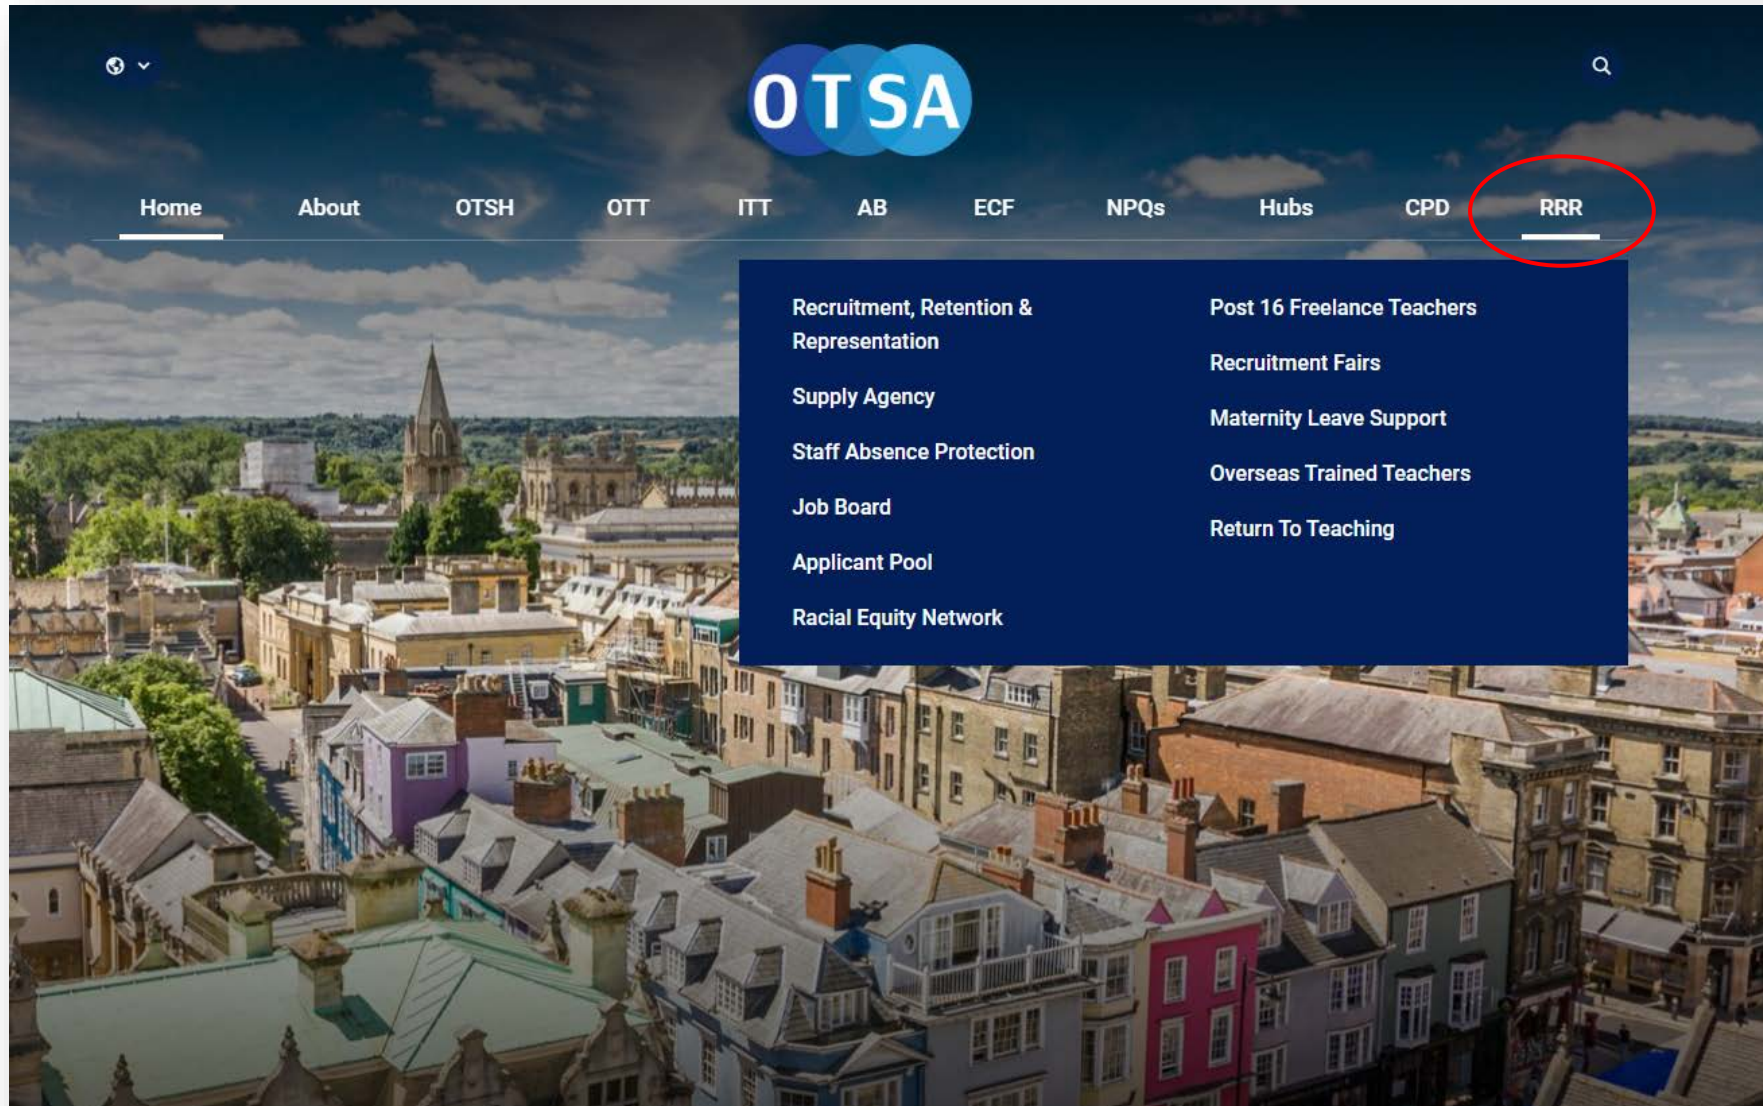 OTSA
Home About OTSH OTT ITT AB ECF NPQs Hubs CPD RRR
Recruitment, Retention &
Representation
Supply Agency
Staff Absence Protection
Job Board
Applicant Pool
Racial Equity Network
Post 16 Freelance Teachers
Recruitment Fairs
Maternity Leave Support
Overseas Trained Teachers
Return To Teaching